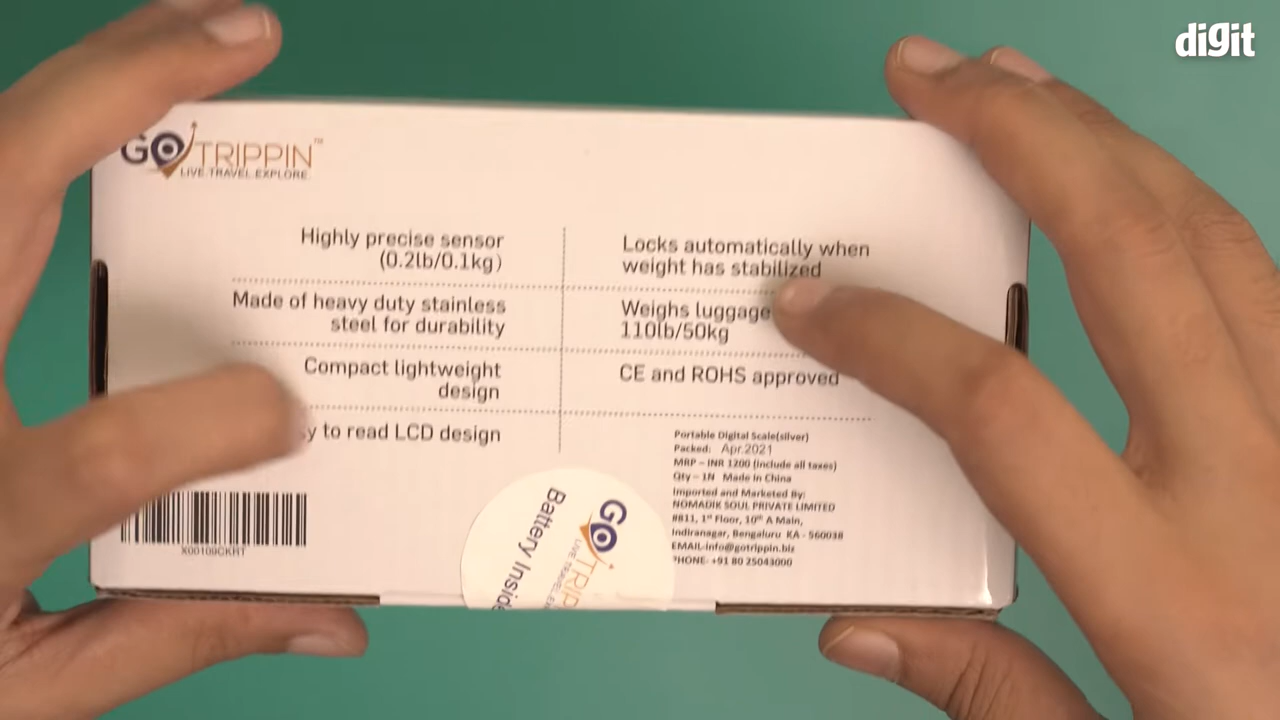 digit
GO TRIPPIN™
LIVE.TRAVEL.EXPLORE
Highly precise sensor
(0.2lb/0.1kg)
Made of heavy duty stainless
steel for durability
Compact lightweight
design
y to read LCD design
Locks automatically when
weight has stabilized
Weighs luggage
110lb/50kg
CE and ROHS approved
Portable Digital Scale(silver)
Packed: Apr.2021
MRP – INR 1200 (include all taxes)
Qty – 1N Made in China
Imported and Marketed By:
NOMADIK SOUL PRIVATE LIMITED
#811, 1st Floor, 10th A Main,
Indiranagar, Bengaluru KA - 560038
EMAIL-info@gotrippin.biz
PHONE- +91 80 25043000
X00109CKRT
GO TRIP
Battery Inside